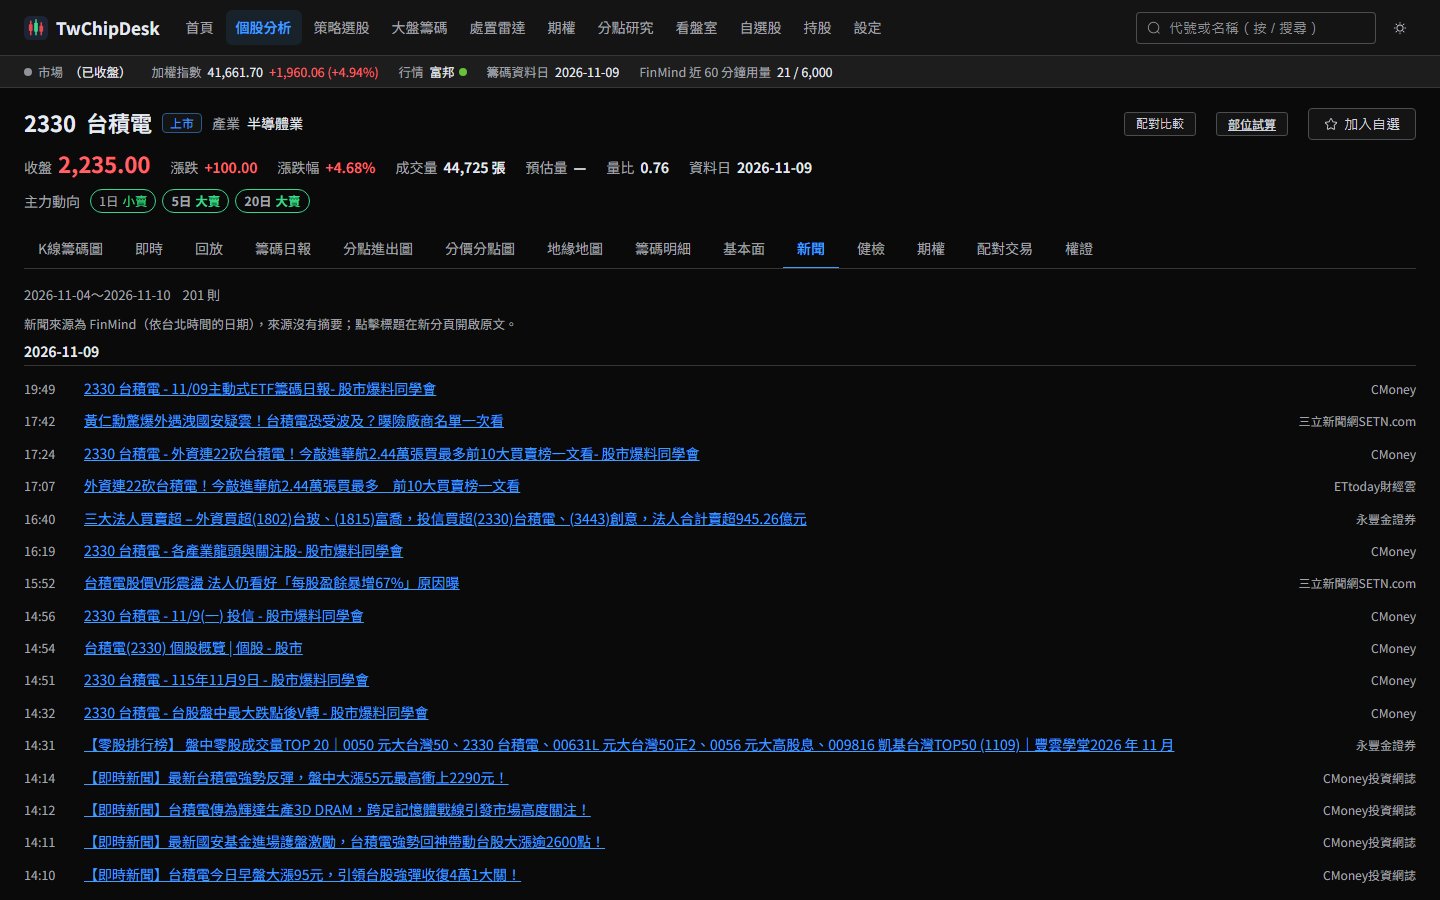 TwChipDesk 首頁 個股分析 策略選股 大盤籌碼 處置雷達 期權 分點研究 看盤室 自選股 持股 設定 代號或名稱（按 / 搜尋）
市場 （已收盤） 加權指數 41,661.70 +1,960.06 (+4.94%) 行情 富邦 籌碼資料日 2026-11-09 FinMind 近 60 分鐘用量 21 / 6,000
2330 台積電 上市 產業 半導體業 配對比較 部位試算 加入自選
收盤 2,235.00 漲跌 +100.00 漲跌幅 +4.68% 成交量 44,725 張 預估量 — 量比 0.76 資料日 2026-11-09
主力動向 1日 小賣 5日 大賣 20日 大賣
K線籌碼圖 即時 回放 籌碼日報 分點進出圖 分價分點圖 地緣地圖 籌碼明細 基本面 新聞 健檢 期權 配對交易 權證
2026-11-04～2026-11-10 201 則
新聞來源為 FinMind（依台北時間的日期），來源沒有摘要；點擊標題在新分頁開啟原文。
2026-11-09
19:49 2330 台積電 - 11/09主動式ETF籌碼日報- 股市爆料同學會 CMoney
17:42 黃仁勳驚爆外遇洩國安疑雲！台積電恐受波及？曝險廠商名單一次看 三立新聞網SETN.com
17:24 2330 台積電 - 外資連22砍台積電！今敲進華航2.44萬張買最多前10大買賣榜一文看- 股市爆料同學會 CMoney
17:07 外資連22砍台積電！今敲進華航2.44萬張買最多　前10大買賣榜一文看 ETtoday財經雲
16:40 三大法人買賣超 – 外資買超(1802)台玻、(1815)富喬，投信買超(2330)台積電、(3443)創意，法人合計賣超945.26億元 永豐金證券
16:19 2330 台積電 - 各產業龍頭與關注股- 股市爆料同學會 CMoney
15:52 台積電股價V形震盪 法人仍看好「每股盈餘暴增67%」原因曝 三立新聞網SETN.com
14:56 2330 台積電 - 11/9(一) 投信 - 股市爆料同學會 CMoney
14:54 台積電(2330) 個股概覽 | 個股 - 股市 CMoney
14:51 2330 台積電 - 115年11月9日 - 股市爆料同學會 CMoney
14:32 2330 台積電 - 台股盤中最大跌點後V轉 - 股市爆料同學會 CMoney
14:31 【零股排行榜】 盤中零股成交量TOP 20｜0050 元大台灣50、2330 台積電、00631L 元大台灣50正2、0056 元大高股息、009816 凱基台灣TOP50 (1109)｜豐雲學堂2026 年 11 月 永豐金證券
14:14 【即時新聞】最新台積電強勢反彈，盤中大漲55元最高衝上2290元！ CMoney投資網誌
14:12 【即時新聞】台積電傳為輝達生產3D DRAM，跨足記憶體戰線引發市場高度關注！ CMoney投資網誌
14:11 【即時新聞】最新國安基金進場護盤激勵，台積電強勢回神帶動台股大漲逾2600點！ CMoney投資網誌
14:10 【即時新聞】台積電今日早盤大漲95元，引領台股強彈收復4萬1大關！ CMoney投資網誌